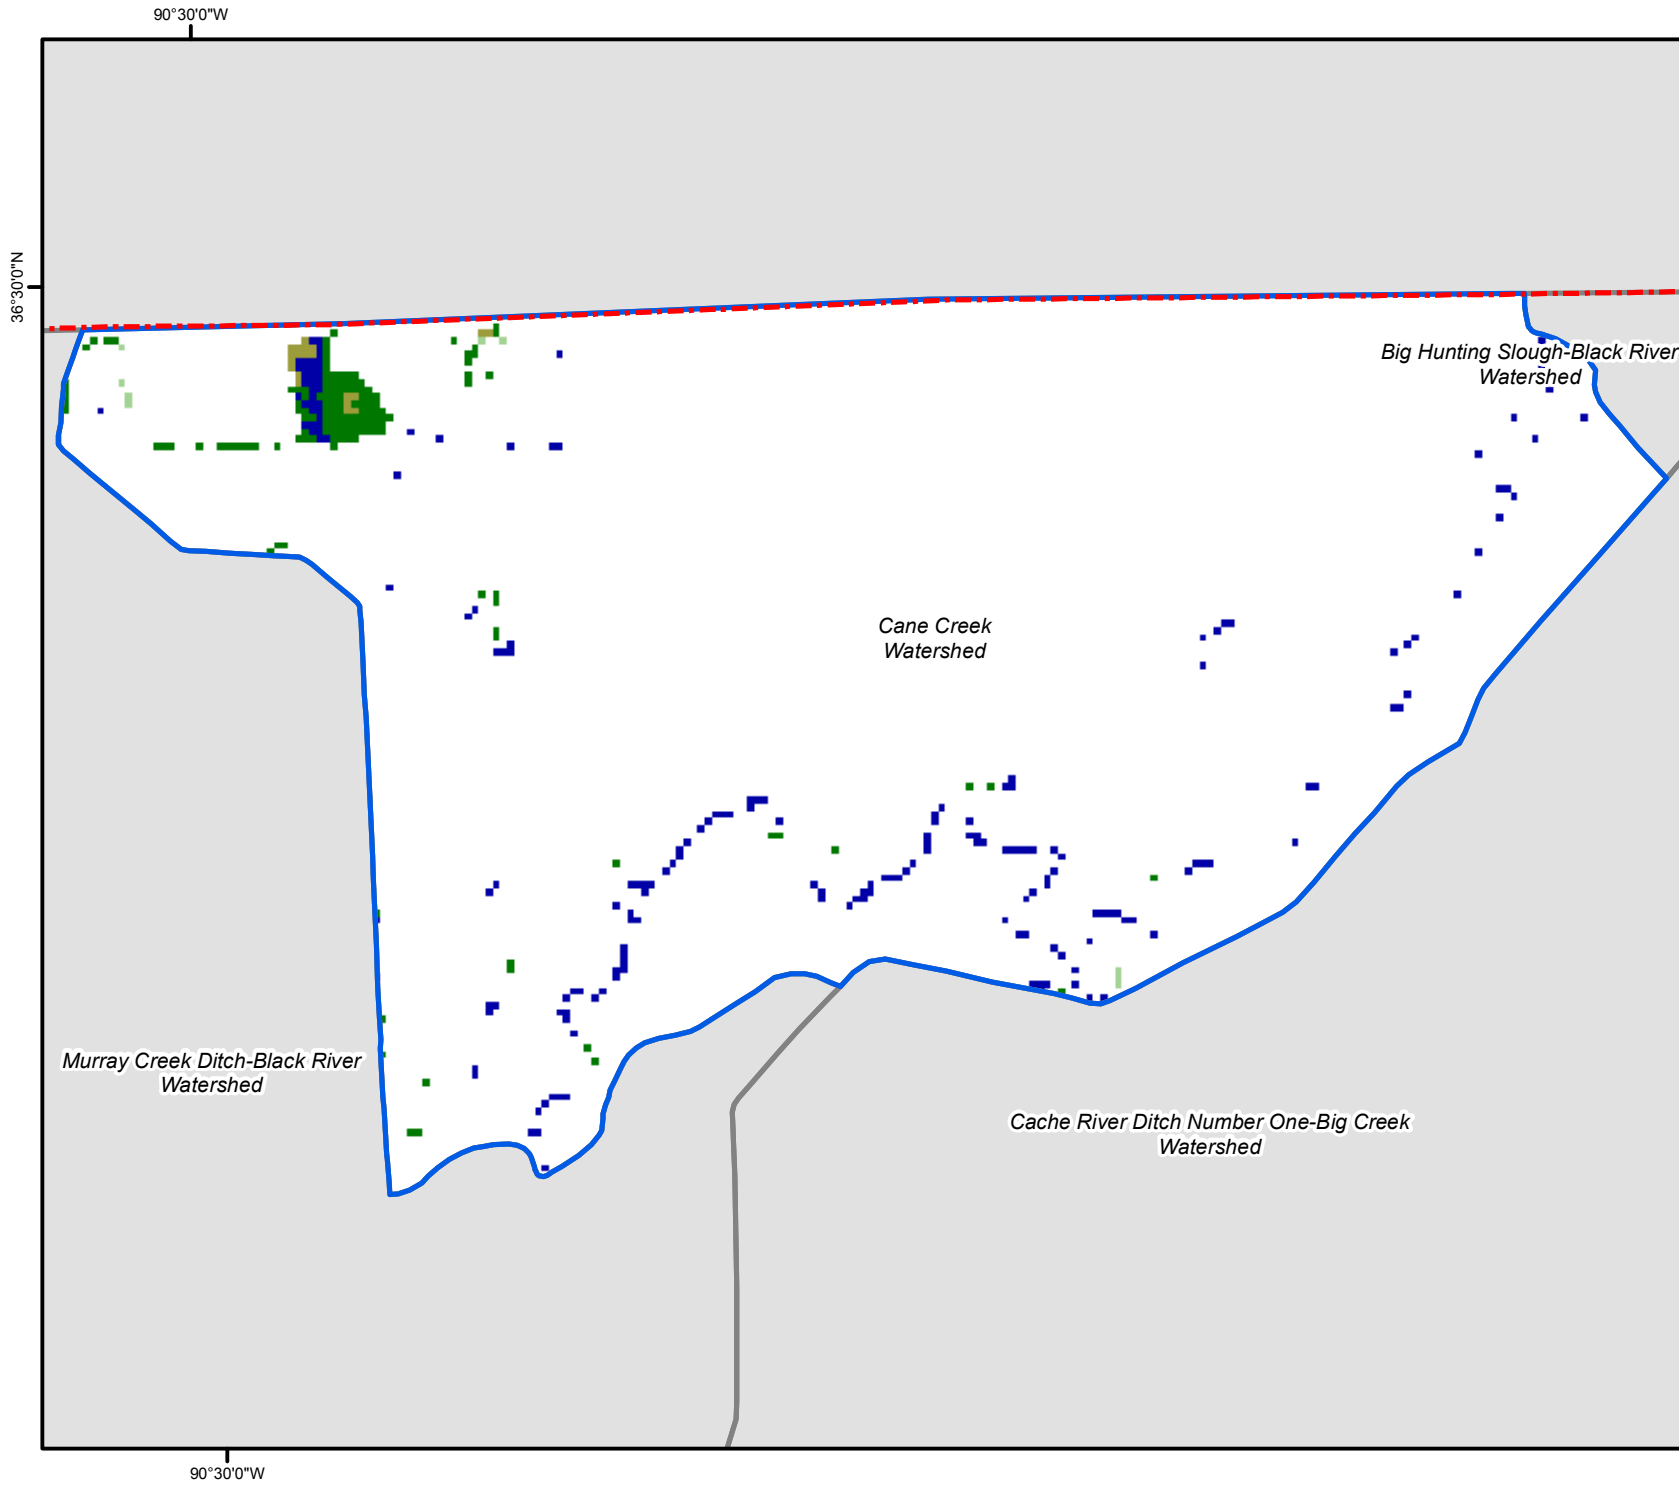 90°30'0"W
36°30'0"N
Big Hunting Slough-Black River
Watershed
Cane Creek
Watershed
Murray Creek Ditch-Black River
Watershed
Cache River Ditch Number One-Big Creek
Watershed
90°30'0"W